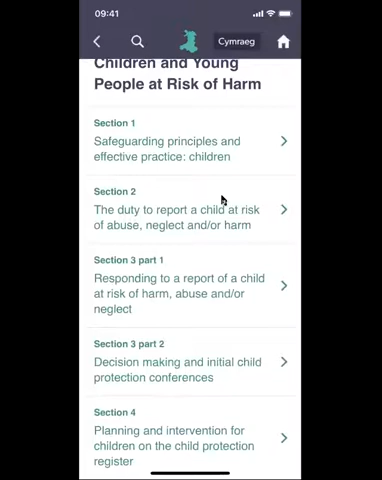 09:41
Cymraeg
Children and Young
People at Risk of Harm
Section 1
Safeguarding principles and
effective practice: children
Section 2
The duty to report a child at risk
of abuse, neglect and/or harm
Section 3 part 1
Responding to a report of a child
at risk of harm, abuse and/or
neglect
Section 3 part 2
Decision making and initial child
protection conferences
Section 4
Planning and intervention for
children on the child protection
register